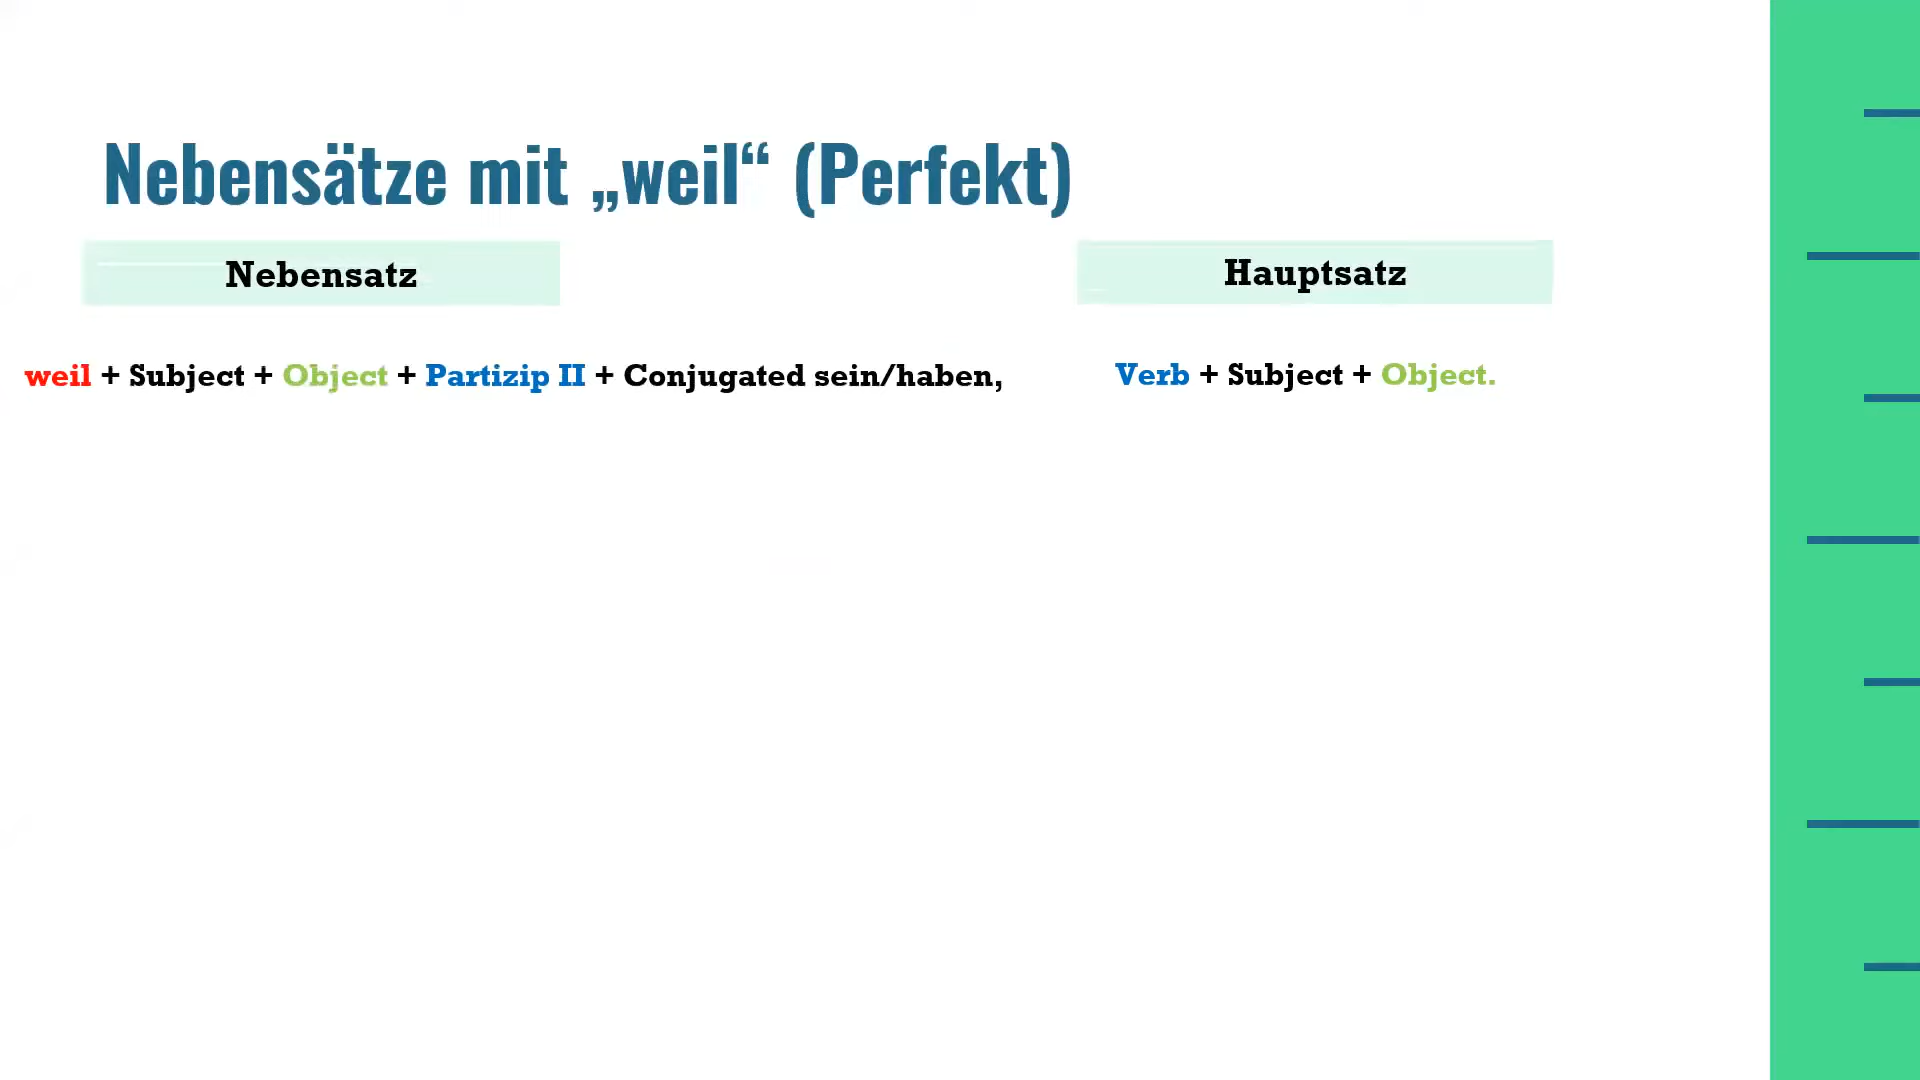 Nebensätze mit „weil“ (Perfekt)
Nebensatz
Hauptsatz
weil + Subject + Object + Partizip II + Conjugated sein/haben,
Verb + Subject + Object.